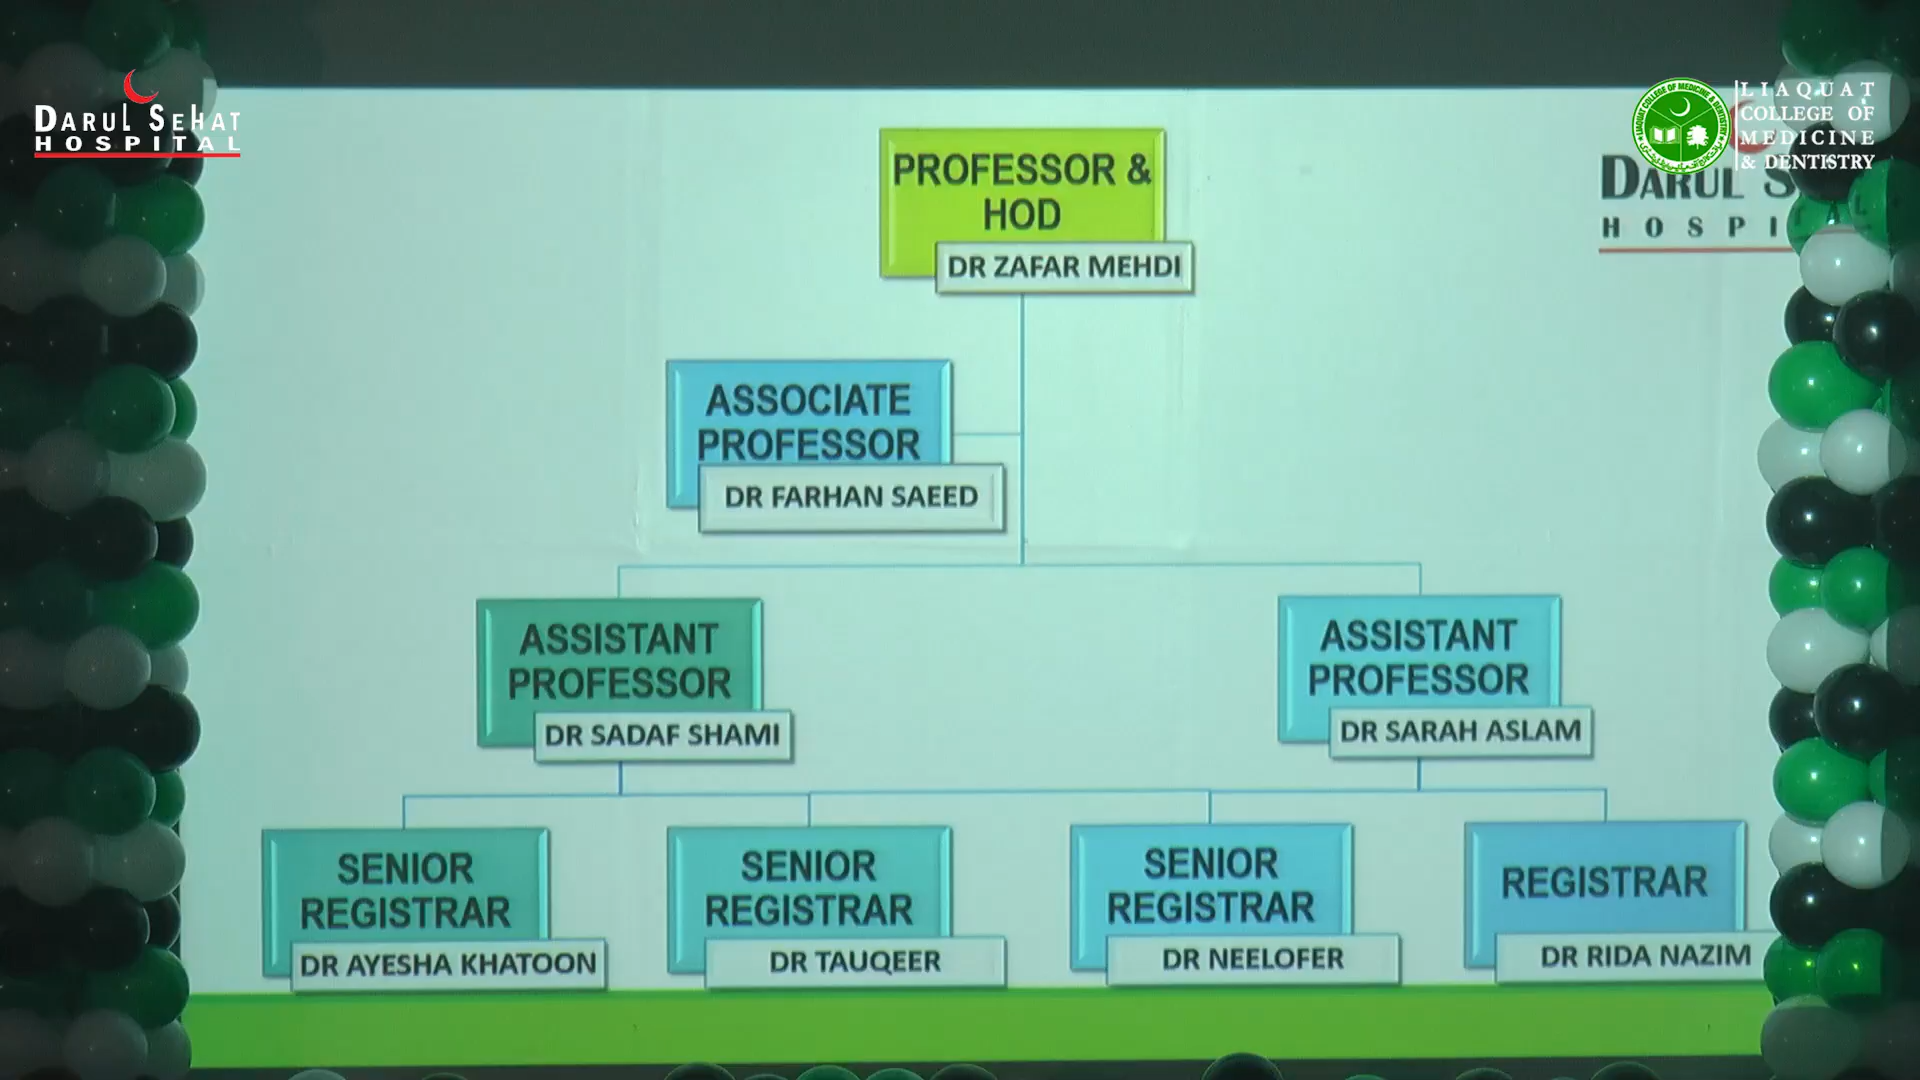 DARUL SEHAT
HOSPITAL
LIAQUAT
COLLEGE OF
MEDICINE
& DENTISTRY
DARUL S
HOSPI
PROFESSOR &
HOD
DR ZAFAR MEHDI
ASSOCIATE
PROFESSOR
DR FARHAN SAEED
ASSISTANT
PROFESSOR
DR SADAF SHAMI
ASSISTANT
PROFESSOR
DR SARAH ASLAM
SENIOR
REGISTRAR
DR AYESHA KHATOON
SENIOR
REGISTRAR
DR TAUQEER
SENIOR
REGISTRAR
DR NEELOFER
REGISTRAR
DR RIDA NAZIM